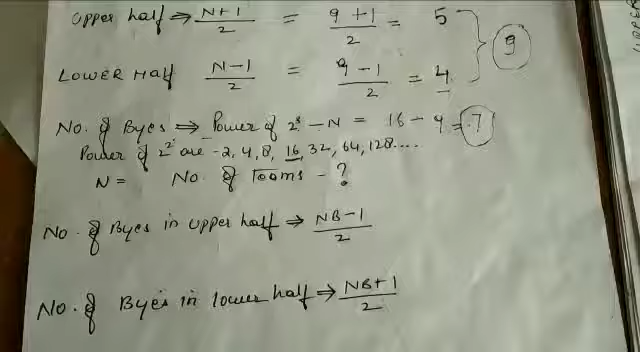 Upper half ⇒ N+1/2 = 9+1/2 = 5
9
LOWER Half N-1/2 = 9-1/2 = 4
No. of Byes ⇒ Power of 2's - N = 16 - 9 = 7
Power of 2's are - 2, 4, 8, 16, 32, 64, 128....
N = No. of Teams - ?
No. of Byes in upper half ⇒ NB-1/2
No. of Byes in lower half ⇒ NB+1/2